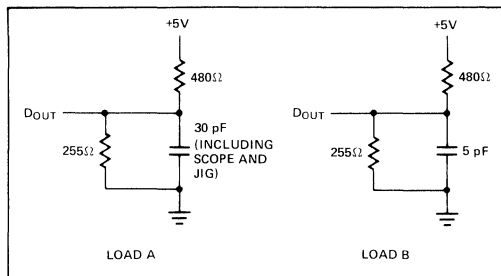 +5V
480Ω
DOUT
255Ω
30 pF
(INCLUDING
SCOPE AND
JIG)
LOAD A
+5V
480Ω
DOUT
255Ω
5 pF
LOAD B